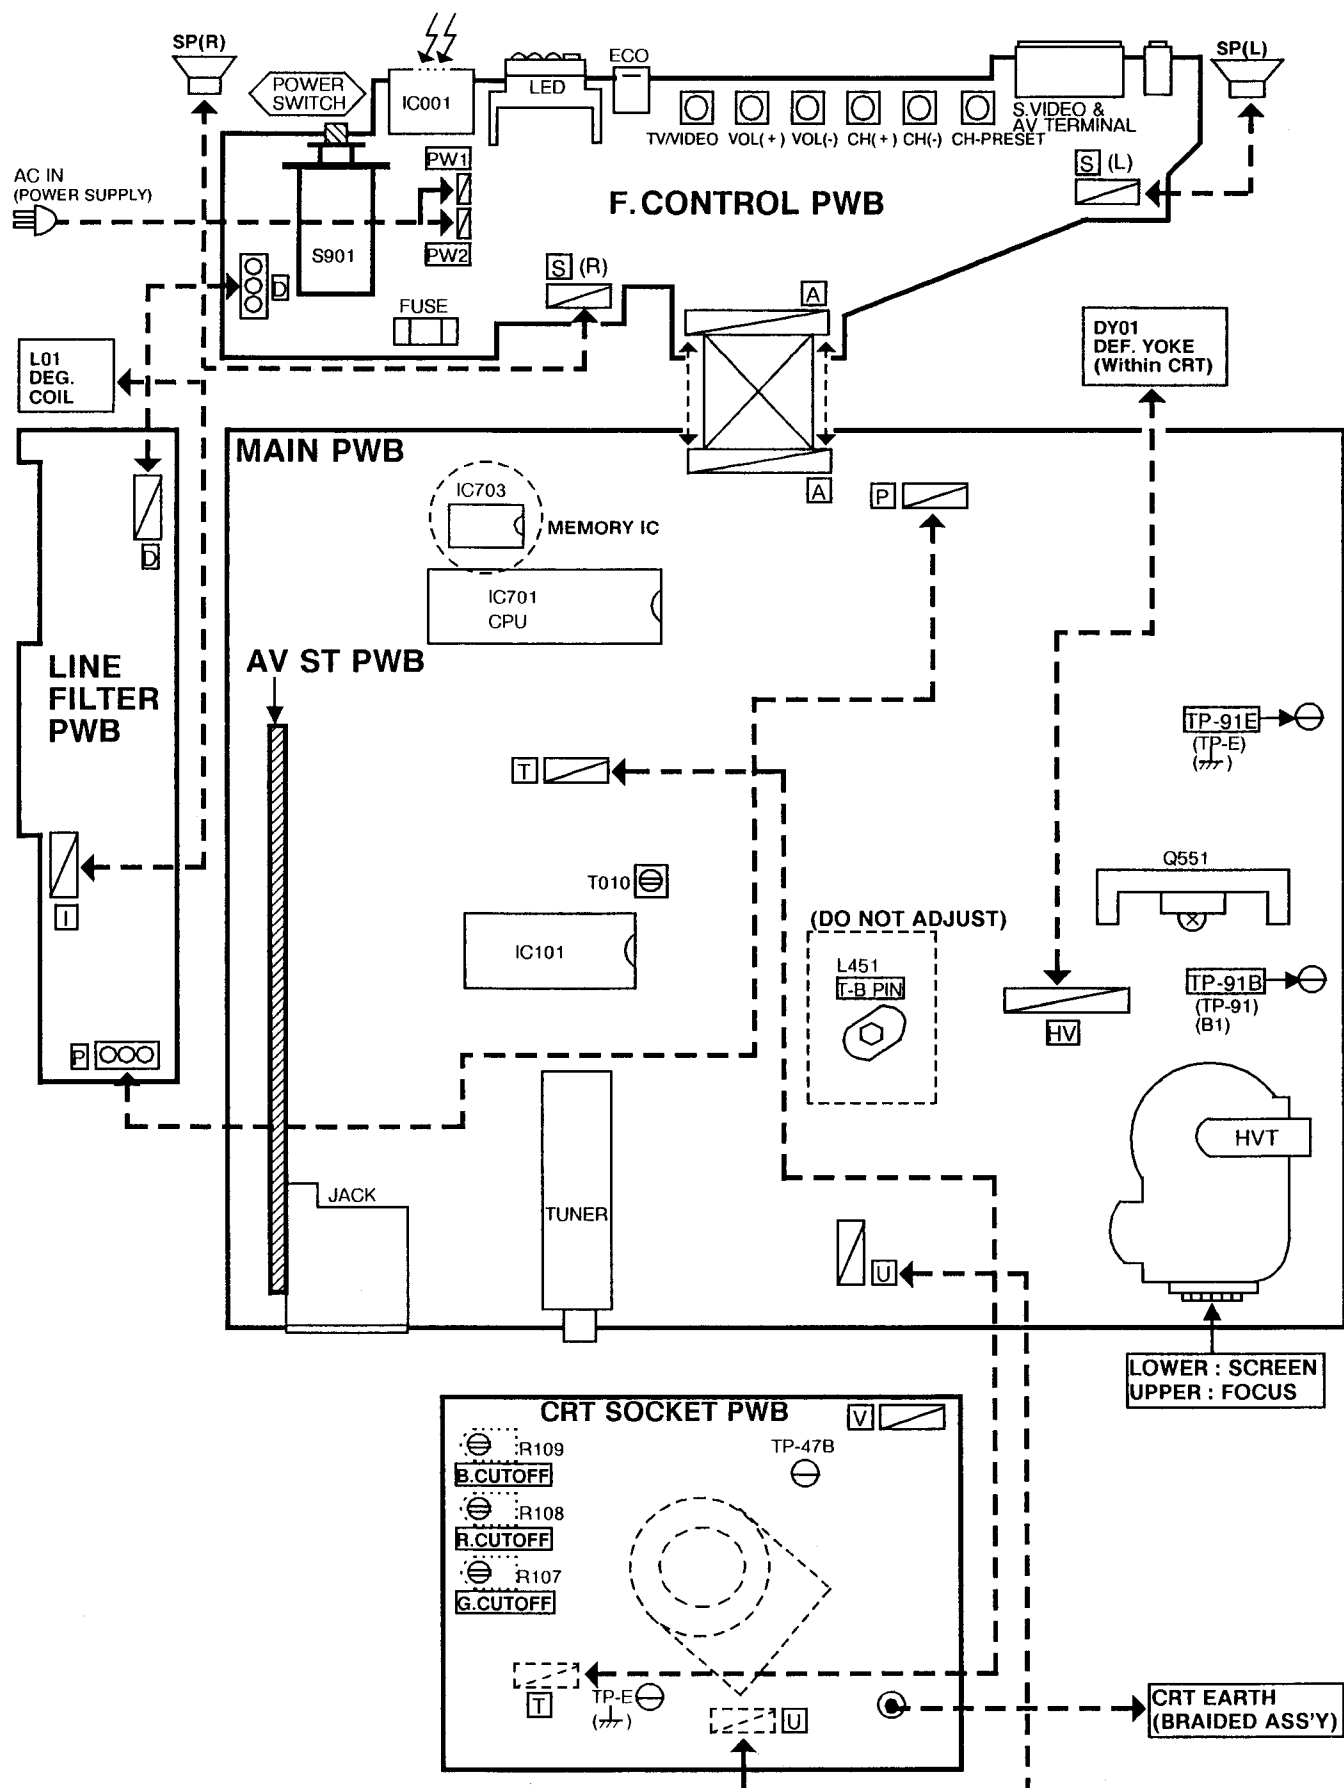 SP(R)
POWER
SWITCH
IC001
LED
ECO
TV/VIDEO VOL(+) VOL(-) CH(+) CH(-) CH-PRESET
S.VIDEO &
AV TERMINAL
SP(L)
AC IN
(POWER SUPPLY)
PW1
PW2
S901
D
FUSE
S (R)
F.CONTROL PWB
S (L)
A
L01
DEG.
COIL
DY01
DEF. YOKE
(Within CRT)
MAIN PWB
A
P
IC703
MEMORY IC
IC701
CPU
D
LINE
FILTER
PWB
AV ST PWB
T
TP-91E
(TP-E)
( )
T010
IC101
I
(DO NOT ADJUST)
L451
T-B PIN
Q551
TP-91B
(TP-91)
(B1)
HV
P
HVT
JACK
TUNER
U
LOWER : SCREEN
UPPER : FOCUS
CRT SOCKET PWB
V
TP-47B
R109
B.CUTOFF
R108
R.CUTOFF
R107
G.CUTOFF
T
TP-E
( )
U
CRT EARTH
(BRAIDED ASS'Y)